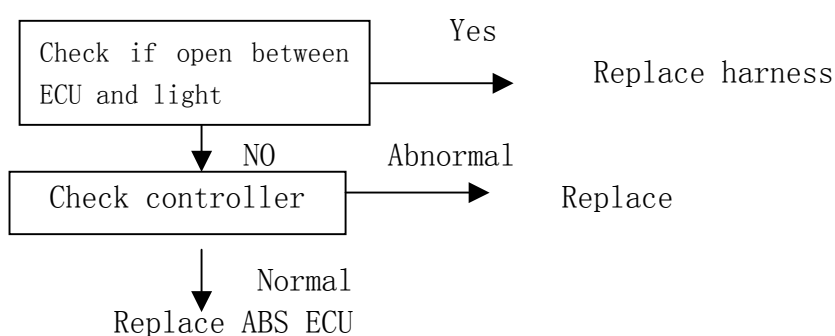 Yes
Check if open between
ECU and light
Replace harness
NO
Abnormal
Check controller
Replace
Normal
Replace ABS ECU